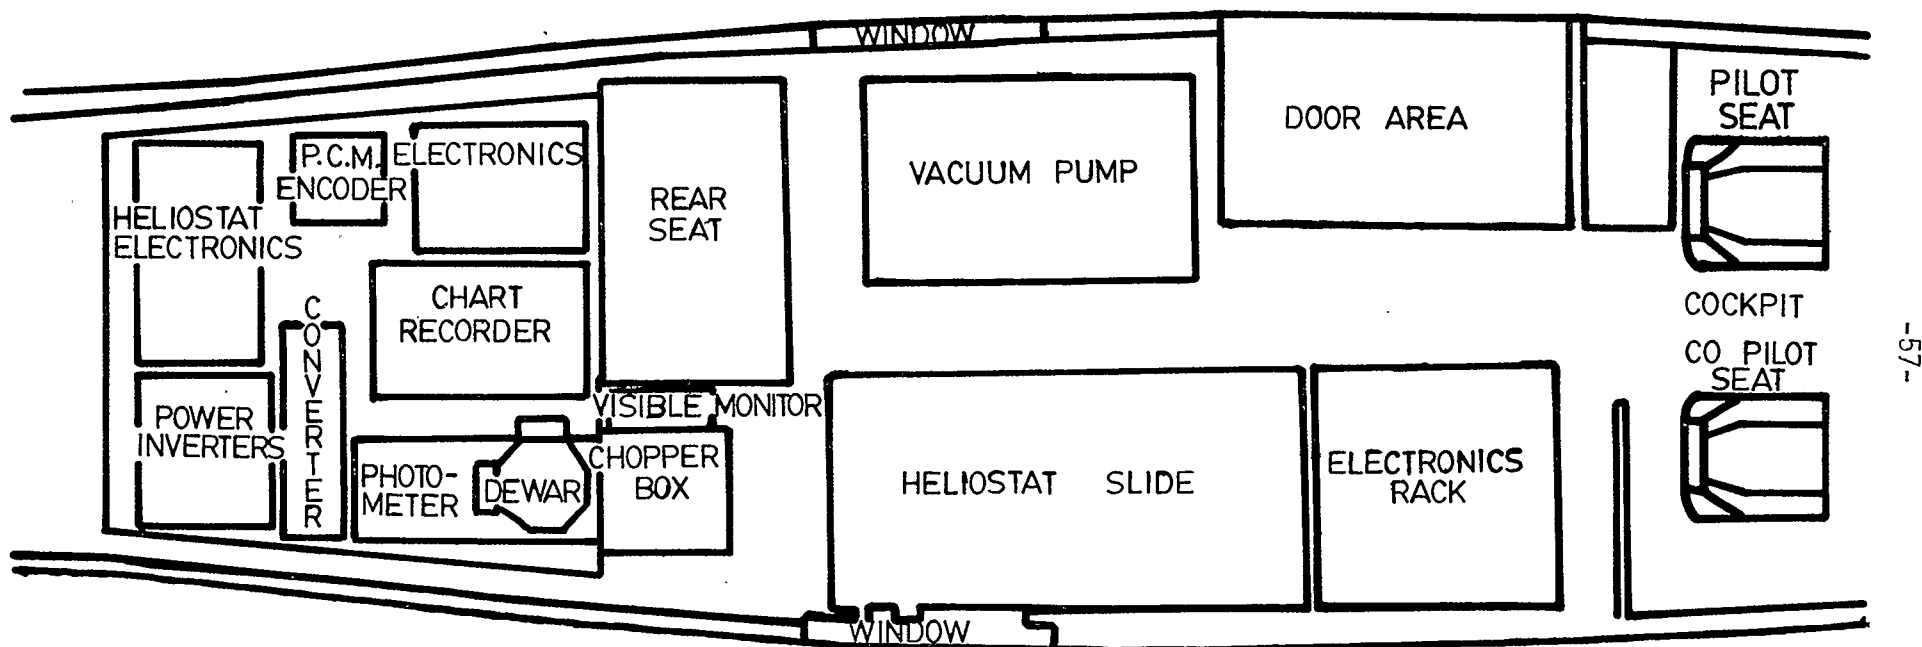 WINDOW
PILOT
SEAT
DOOR AREA
P.C.M.
ENCODER
ELECTRONICS
VACUUM PUMP
REAR
SEAT
HELIOSTAT
ELECTRONICS
CHART
RECORDER
CONVERTER
COCKPIT
-57-
CO PILOT
SEAT
VISIBLE MONITOR
POWER
INVERTERS
CHOPPER
BOX
PHOTO-
METER
DEWAR
HELIOSTAT SLIDE
ELECTRONICS
RACK
WINDOW